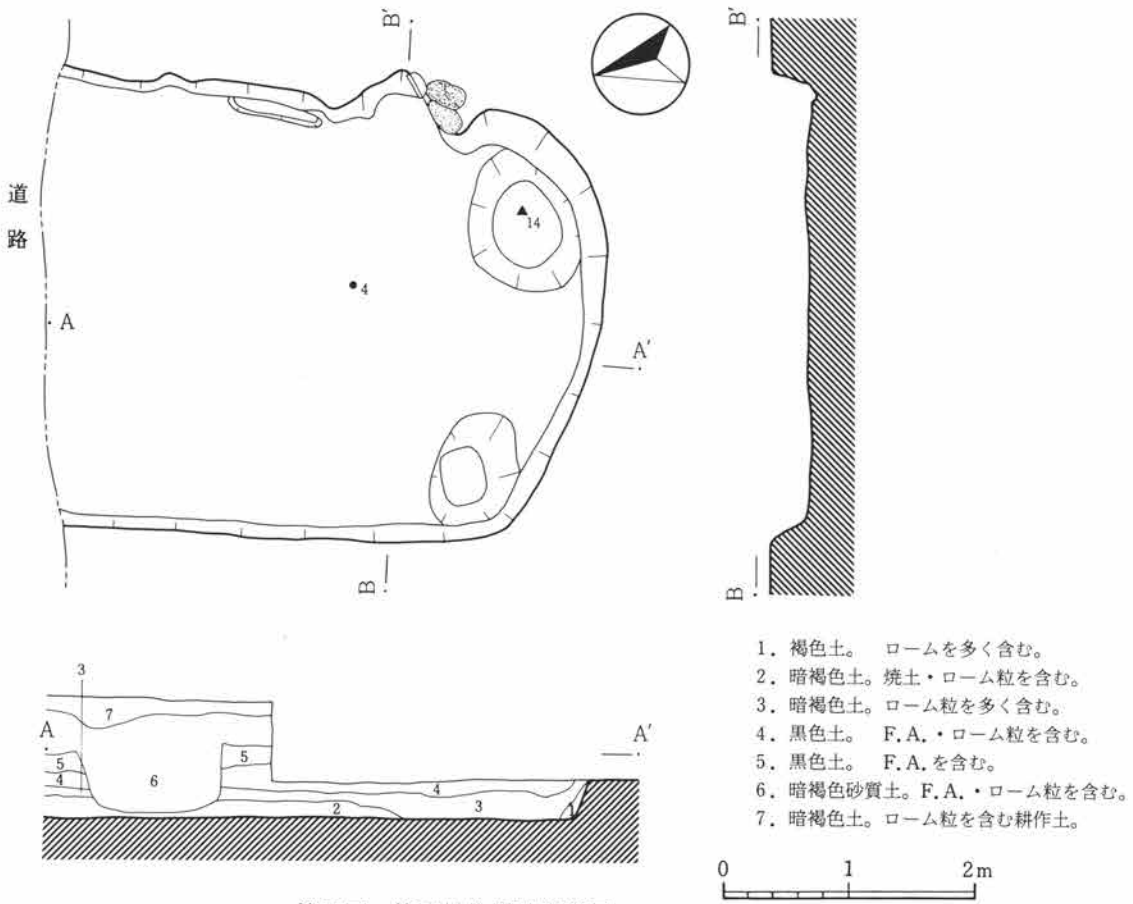 B'
B'
道
路
14
4
A
A'
B
B
3
7
A
A'
5
5
4
6
4
2
3
1
1. 褐色土。 ロームを多く含む。
2. 暗褐色土。焼土・ローム粒を含む。
3. 暗褐色土。ローム粒を多く含む。
4. 黒色土。 F.A.・ローム粒を含む。
5. 黒色土。 F.A.を含む。
6. 暗褐色砂質土。F.A.・ローム粒を含む。
7. 暗褐色土。ローム粒を含む耕作土。
0 1 2m